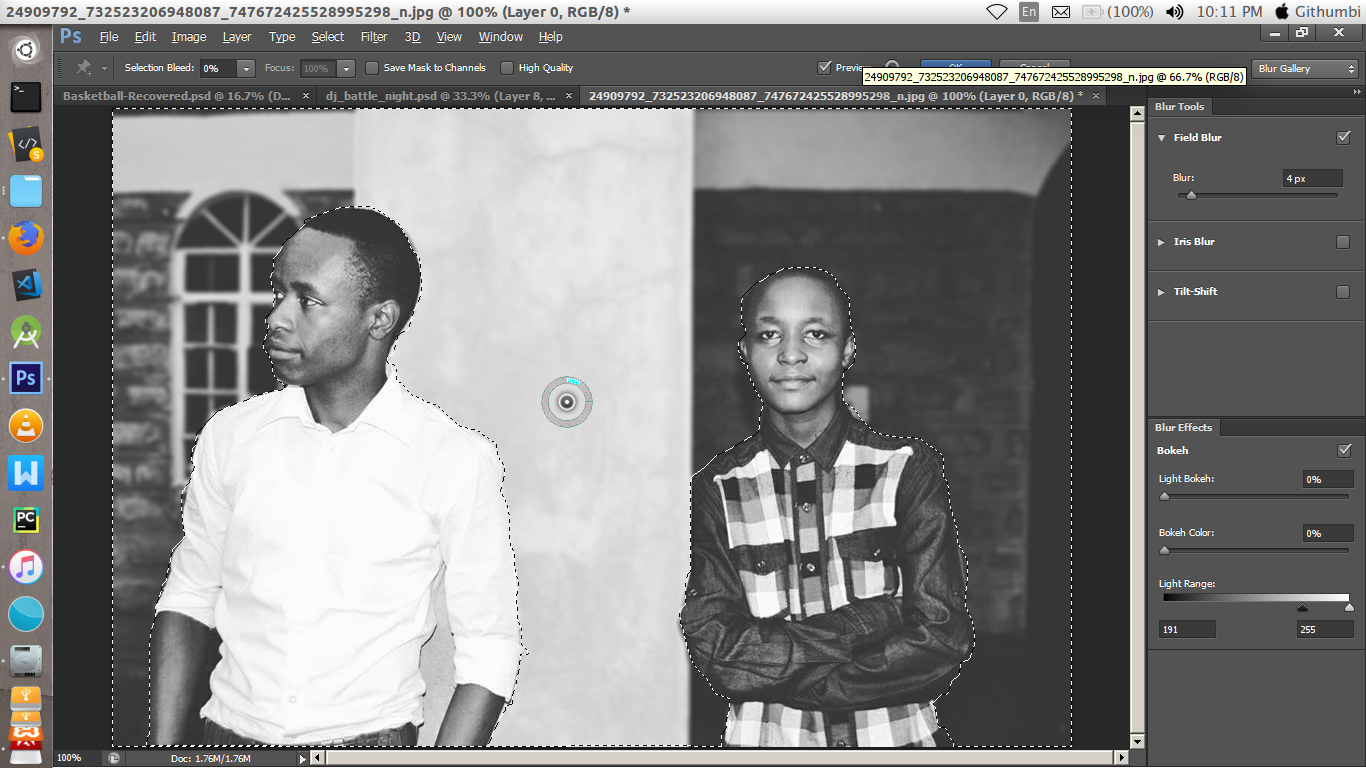 24909792_732523206948087_747672425528995298_n.jpg @ 100% (Layer 0, RGB/8) *
En (100%) 10:11 PM Githumbi
Ps File Edit Image Layer Type Select Filter 3D View Window Help
Selection Bleed: 0% Focus: 100% Save Mask to Channels High Quality Preview Blur Gallery
24909792_732523206948087_747672425528995298_n.jpg @ 66.7% (RGB/8)
Basketball-Recovered.psd @ 16.7% (D... × dj_battle_night.psd @ 33.3% (Layer 8, ... × 24909792_732523206948087_747672425528995298_n.jpg @ 100% (Layer 0, RGB/8) * ×
Blur Tools
Field Blur
Blur: 4 px
Iris Blur
Tilt-Shift
Blur Effects
Bokeh
Light Bokeh: 0%
Bokeh Color: 0%
Light Range:
191 255
Ps
W
PC
100% Doc: 1.76M/1.76M